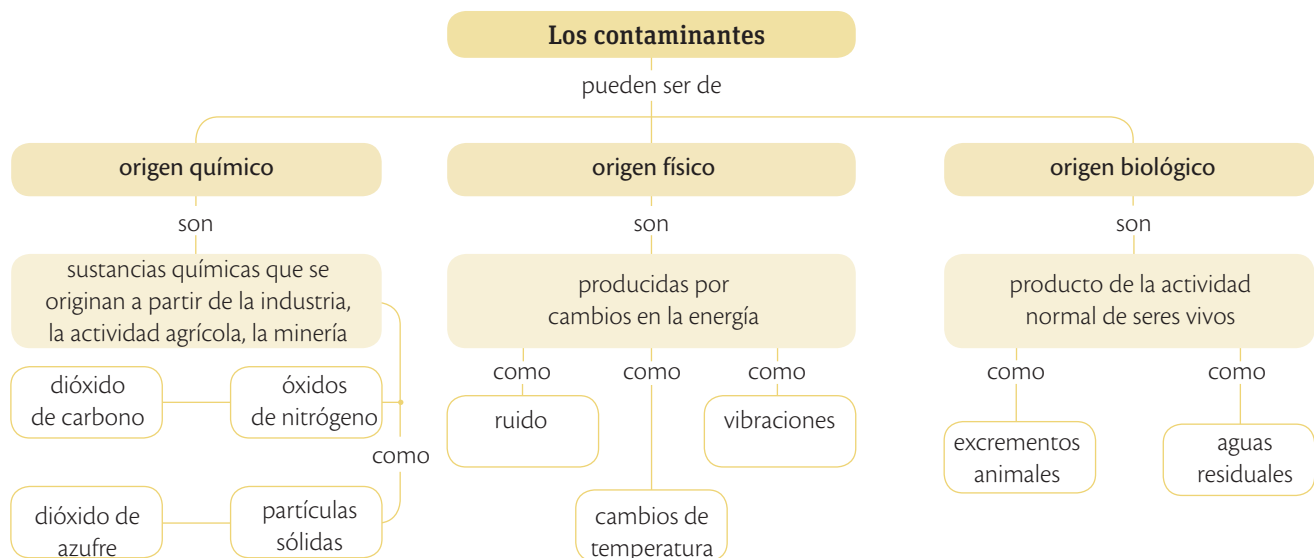 Los contaminantes
pueden ser de
origen químico
son
sustancias químicas que se
originan a partir de la industria,
la actividad agrícola, la minería
como
dióxido
de carbono
óxidos
de nitrógeno
dióxido de
azufre
partículas
sólidas
origen físico
son
producidas por
cambios en la energía
como
ruido
como
cambios de
temperatura
como
vibraciones
origen biológico
son
producto de la actividad
normal de seres vivos
como
excrementos
animales
como
aguas
residuales